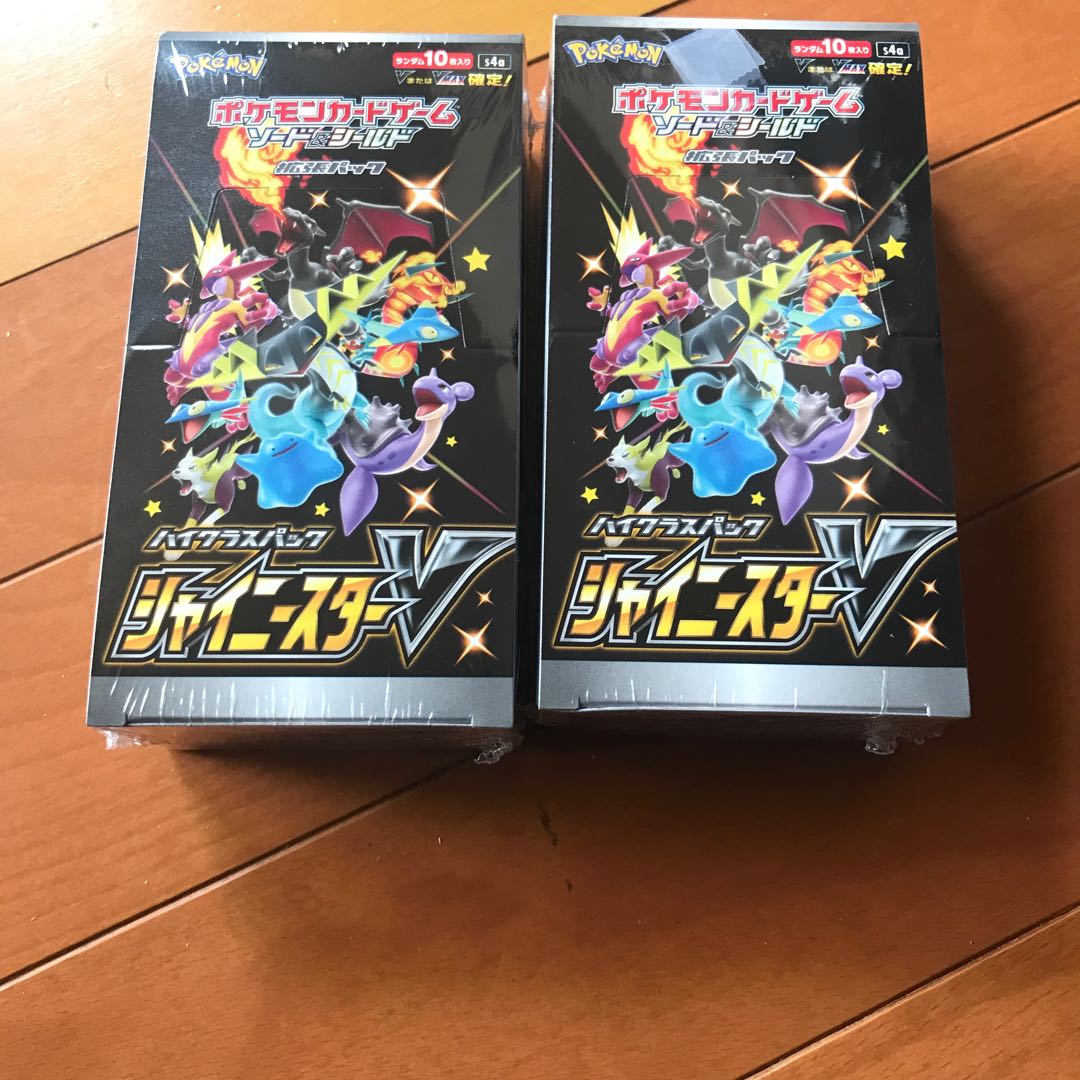 Pokémon
ランダム10枚入り
S4a
VまたはVMAX確定!
ポケモンカードゲーム
ソード&シールド
拡張パック
ハイクラスパック
シャイニースターV
Pokémon
ランダム10枚入り
S4a
VまたはVMAX確定!
ポケモンカードゲーム
ソード&シールド
拡張パック
ハイクラスパック
シャイニースターV